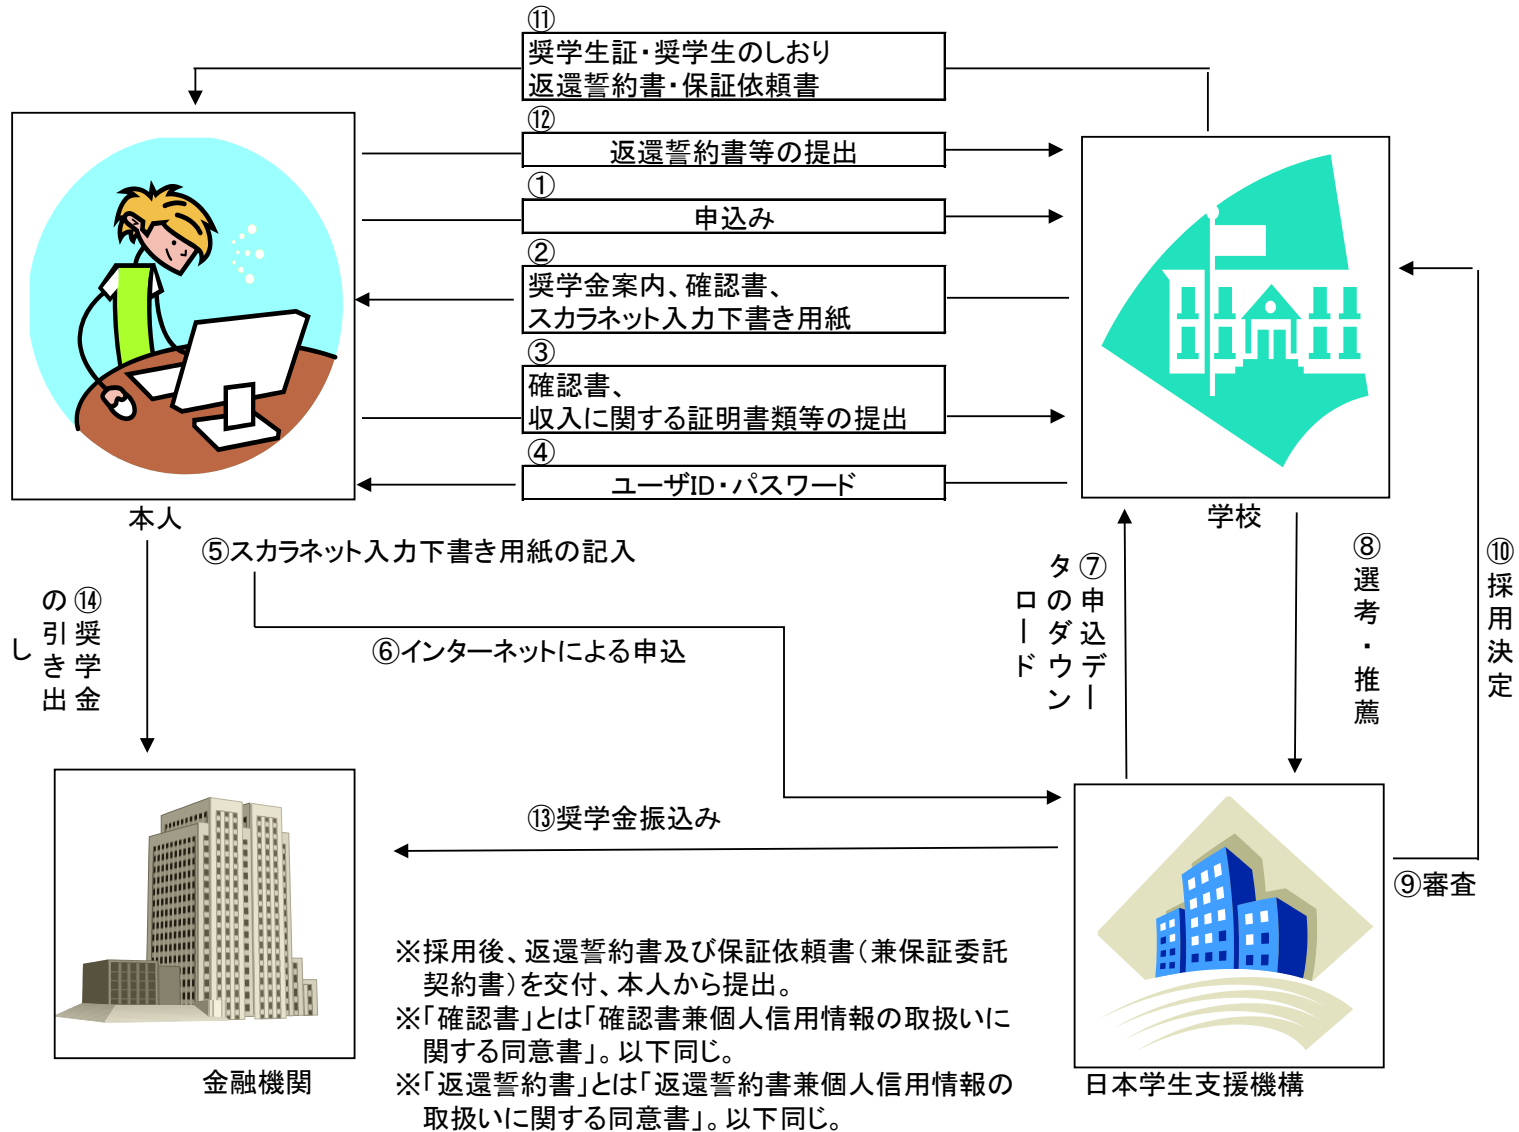 ⑪
奨学生証・奨学生のしおり
返還誓約書・保証依頼書
⑫
返還誓約書等の提出
①
申込み
②
奨学金案内、確認書、
スカラネット入力下書き用紙
③
確認書、
収入に関する証明書類等の提出
④
ユーザID・パスワード
本人
学校
⑤スカラネット入力下書き用紙の記入
⑥インターネットによる申込
⑦申込デー
タのダウン
ロード
⑧選考・推薦
⑩採用決定
⑭奨学金
の引き出
し
⑬奨学金振込み
⑨審査
※採用後、返還誓約書及び保証依頼書（兼保証委託
契約書）を交付、本人から提出。
※「確認書」とは「確認書兼個人信用情報の取扱いに
関する同意書」。以下同じ。
※「返還誓約書」とは「返還誓約書兼個人信用情報の
取扱いに関する同意書」。以下同じ。
金融機関
日本学生支援機構